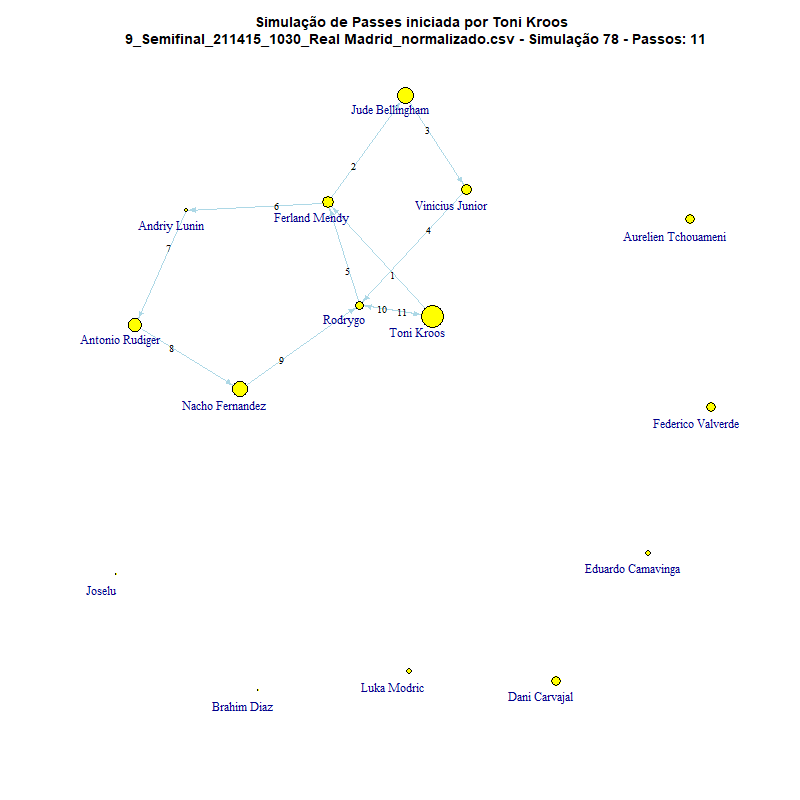 Simulação de Passes iniciada por Toni Kroos
9_Semifinal_211415_1030_Real Madrid_normalizado.csv - Simulação 78 - Passos: 11
Jude Bellingham
3
2
Vinicius Junior
6
Ferland Mendy
Andriy Lunin
Aurelien Tchouameni
4
7
5
1
10
11
Rodrygo
Toni Kroos
Antonio Rudiger
8
9
Nacho Fernandez
Federico Valverde
Eduardo Camavinga
Joselu
Luka Modric
Dani Carvajal
Brahim Diaz